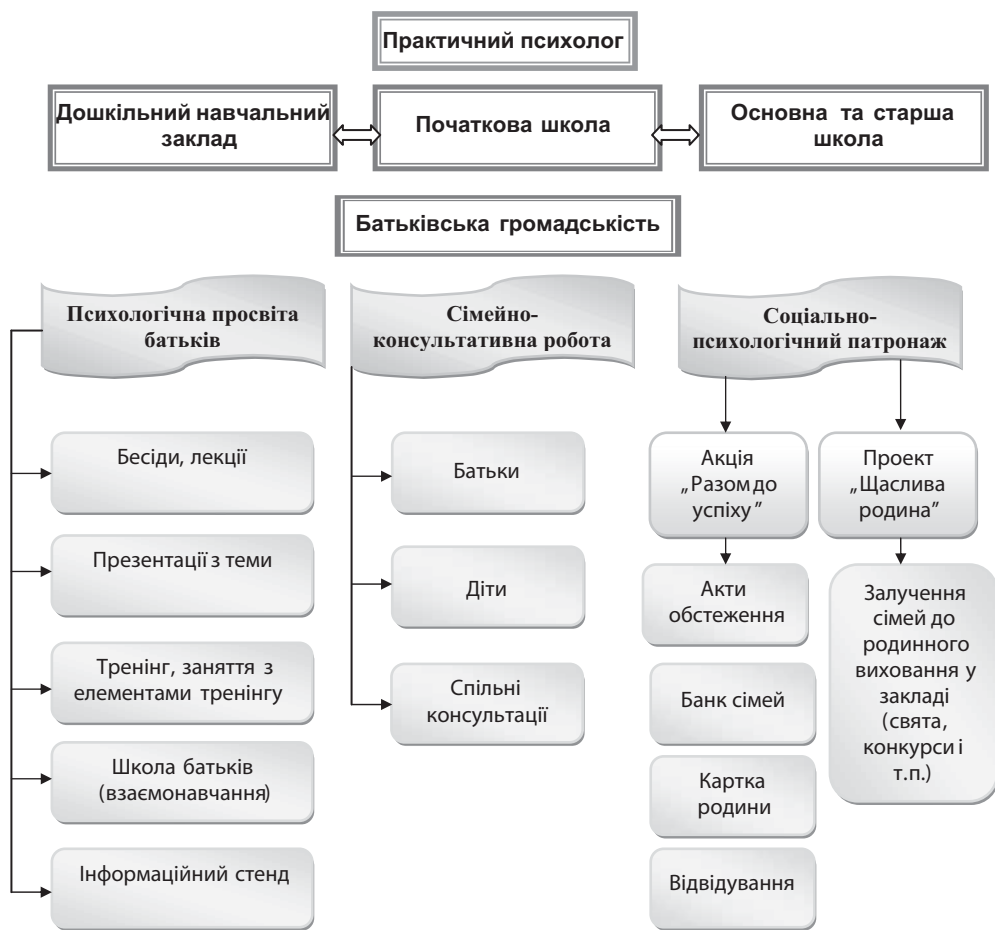 Практичний психолог
Дошкільний навчальний
заклад
Початкова школа
Основна та старша
школа
Батьківська громадськість
Психологічна просвіта
батьків
Бесіди, лекції
Презентації з теми
Тренінг, заняття з
елементами тренінгу
Школа батьків
(взаємонавчання)
Інформаційний стенд
Сімейно-
консультативна робота
Батьки
Діти
Спільні
консультації
Соціально-
психологічний патронаж
Акція
„Разом до
успіху”
Акти
обстеження
Банк сімей
Картка
родини
Відвідування
Проект
„Щаслива
родина”
Залучення
сімей до
родинного
виховання у
закладі
(свята,
конкурси і
т.п.)